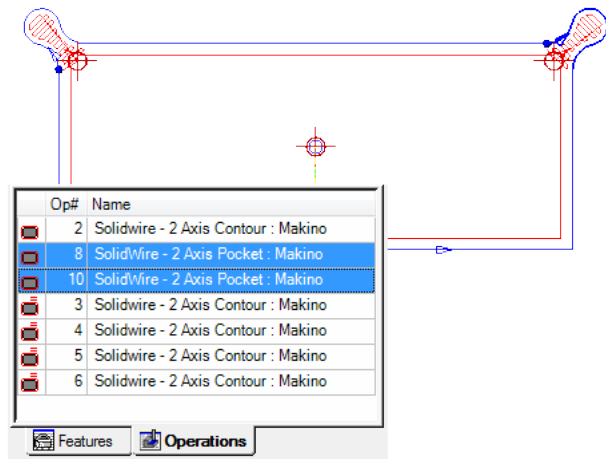 Op# Name
2 Solidwire - 2 Axis Contour : Makino
8 SolidWire - 2 Axis Pocket : Makino
10 SolidWire - 2 Axis Pocket : Makino
3 Solidwire - 2 Axis Contour : Makino
4 Solidwire - 2 Axis Contour : Makino
5 Solidwire - 2 Axis Contour : Makino
6 Solidwire - 2 Axis Contour : Makino
Features Operations